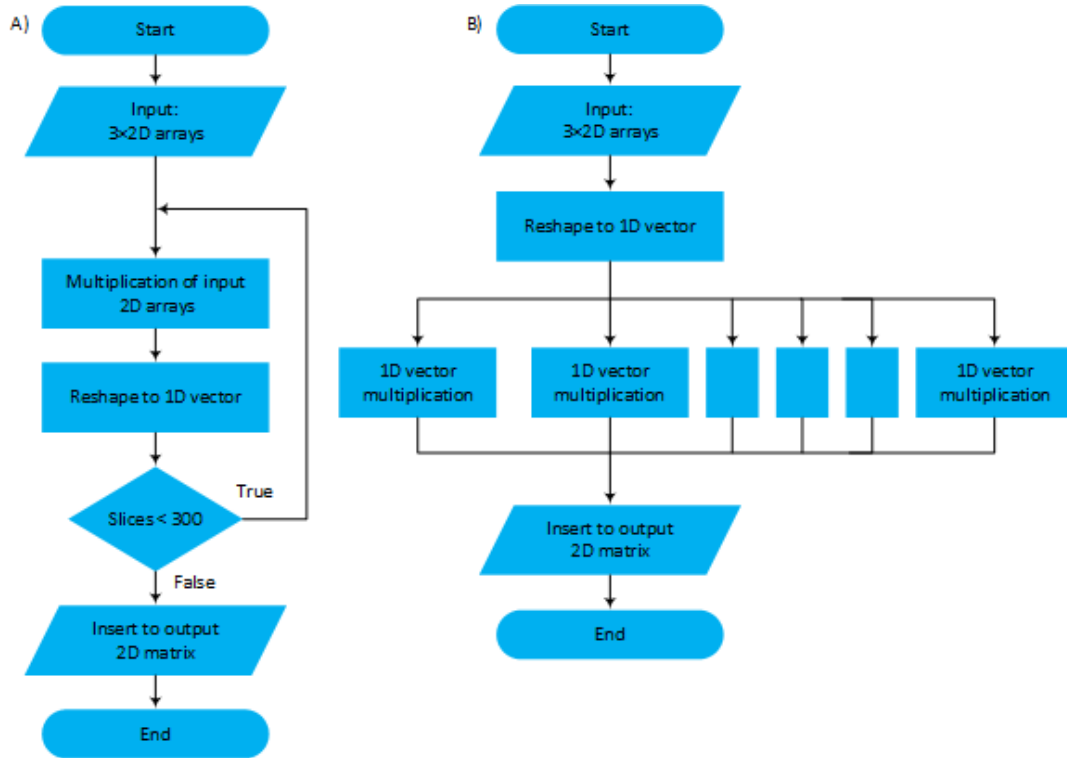 A)
Start
Input:
3×2D arrays
Multiplication of input
2D arrays
Reshape to 1D vector
Slices < 300
True
False
Insert to output
2D matrix
End
B)
Start
Input:
3×2D arrays
Reshape to 1D vector
1D vector
multiplication
1D vector
multiplication
1D vector
multiplication
Insert to output
2D matrix
End